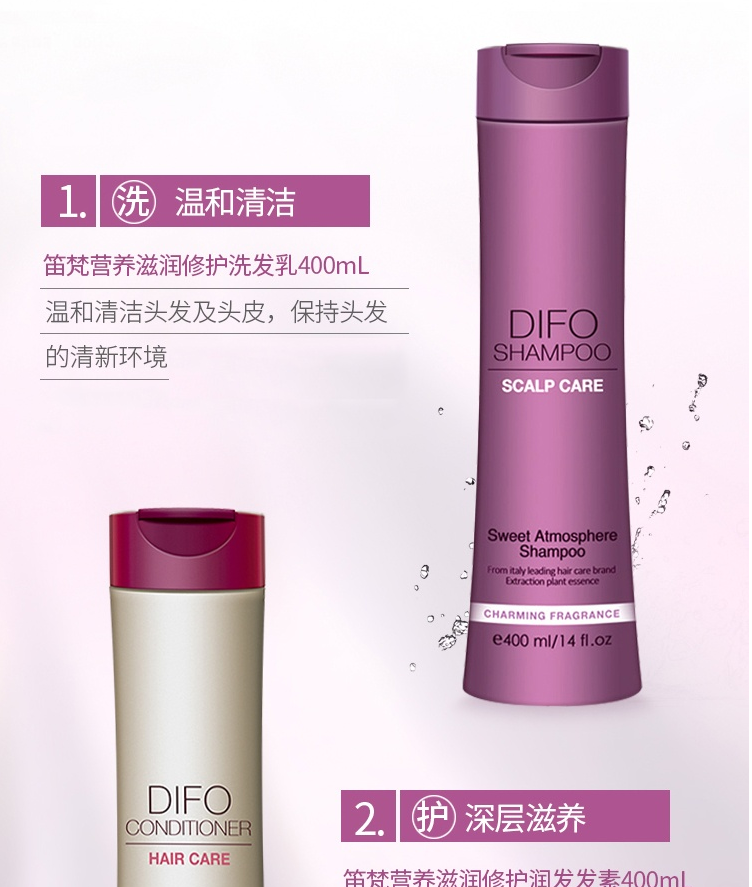 1. 洗 温和清洁
笛梵营养滋润修护洗发乳400mL
温和清洁头发及头皮，保持头发
的清新环境
DIFO
SHAMPOO
SCALP CARE
Sweet Atmosphere
Shampoo
From italy leading hair care brand
Extraction plant essence
CHARMING FRAGRANCE
e400 ml/14 fl.oz
DIFO
CONDITIONER
HAIR CARE
2. 护 深层滋养
笛梵营养滋润修护润发发素400mL